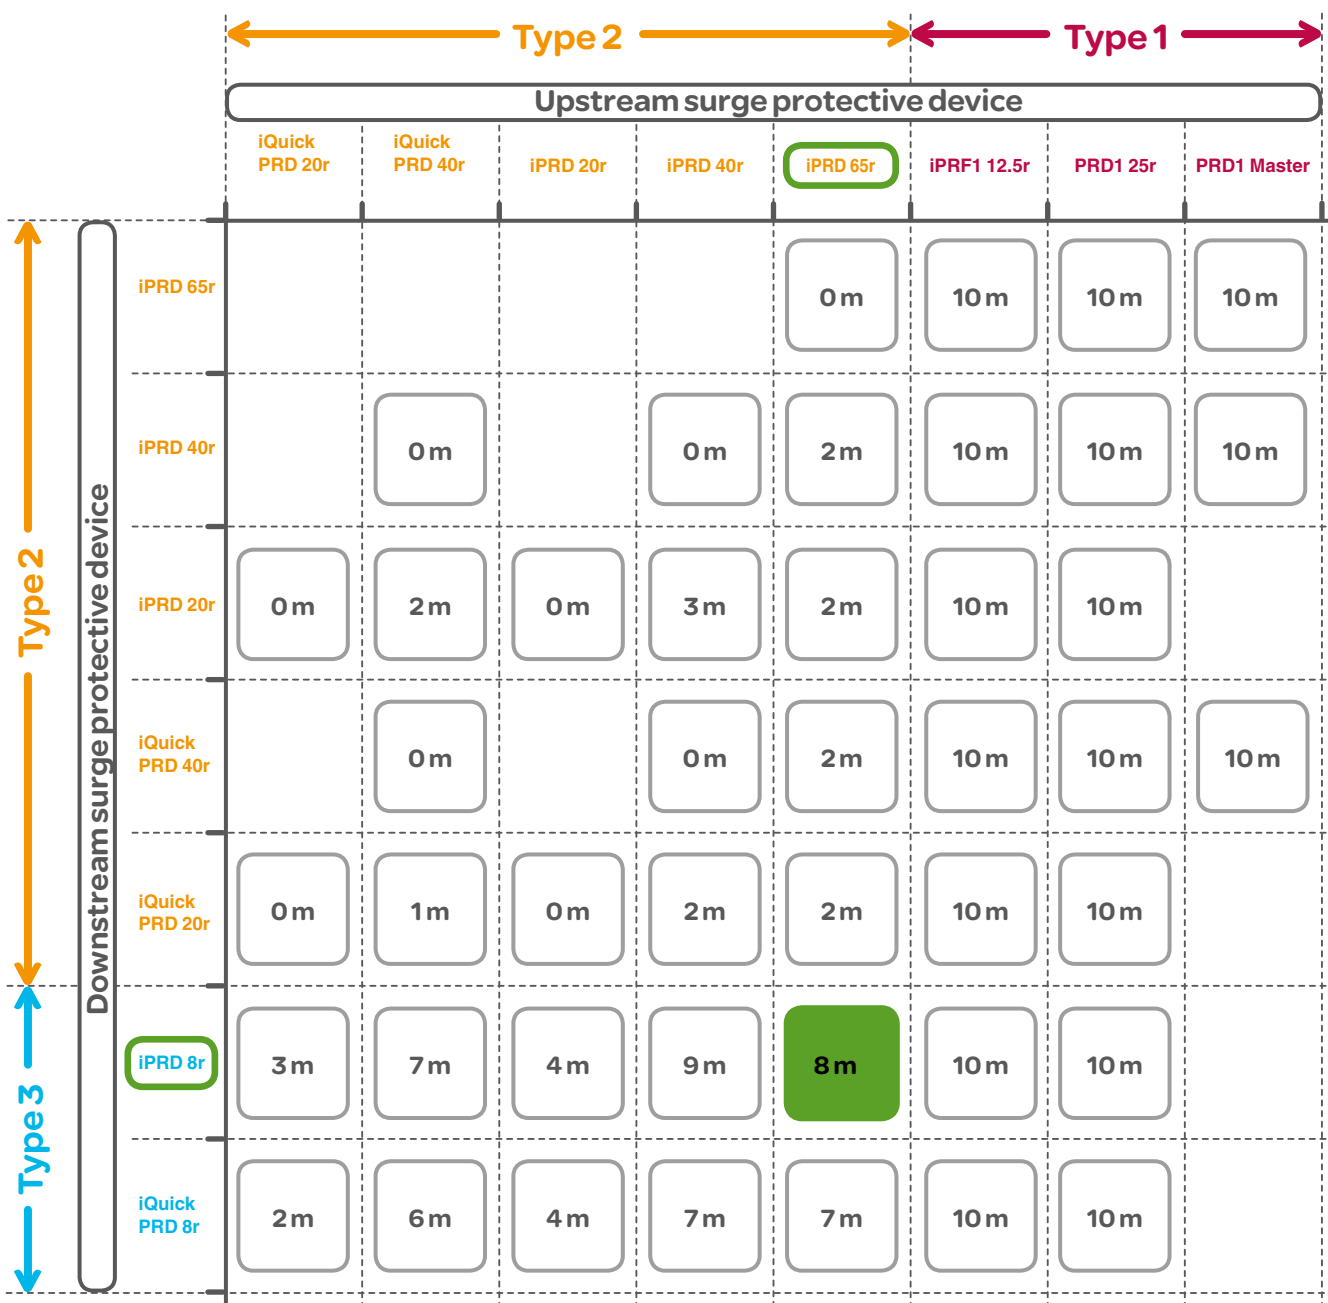 Type 2
Type 1
Upstream surge protective device
iQuick
PRD 20r
iQuick
PRD 40r
iPRD 20r
iPRD 40r
iPRD 65r
iPRF1 12.5r
PRD1 25r
PRD1 Master
Type 2
Type 3
Downstream surge protective device
iPRD 65r
0 m
10 m
10 m
10 m
iPRD 40r
0 m
0 m
2 m
10 m
10 m
10 m
iPRD 20r
0 m
2 m
0 m
3 m
2 m
10 m
10 m
iQuick
PRD 40r
0 m
0 m
2 m
10 m
10 m
10 m
iQuick
PRD 20r
0 m
1 m
0 m
2 m
2 m
10 m
10 m
iPRD 8r
3 m
7 m
4 m
9 m
8 m
10 m
10 m
iQuick
PRD 8r
2 m
6 m
4 m
7 m
7 m
10 m
10 m